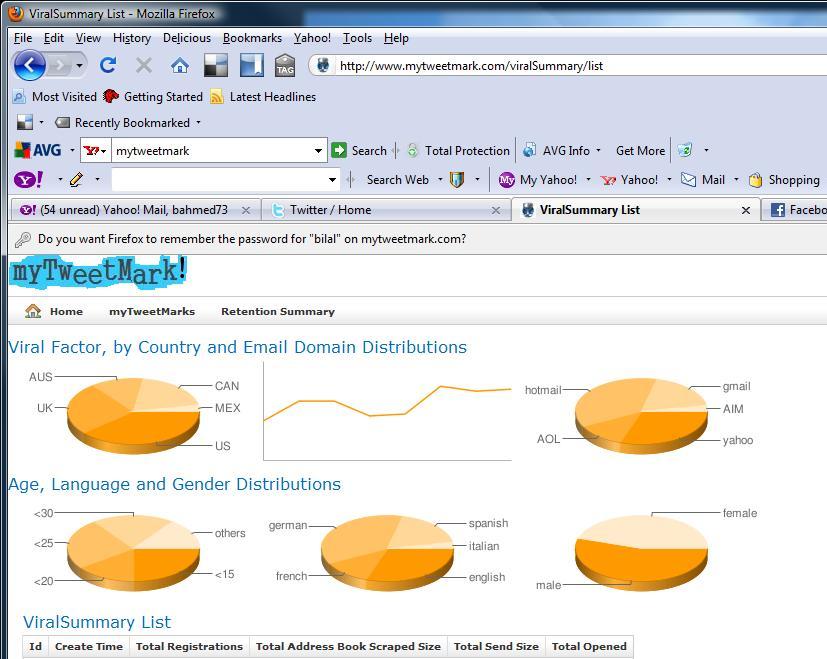 ViralSummary List - Mozilla Firefox
File Edit View History Delicious Bookmarks Yahoo! Tools Help
TAG http://www.mytweetmark.com/viralSummary/list
Most Visited Getting Started Latest Headlines
Recently Bookmarked
AVG Y! mytweetmark Search Total Protection AVG Info Get More
Y! Search Web My My Yahoo! Y! Yahoo! Mail Shopping
Y! (54 unread) Yahoo! Mail, bahmed73 Twitter / Home ViralSummary List Facebo
Do you want Firefox to remember the password for "bilal" on mytweetmark.com?
myTweetMark!
Home myTweetMarks Retention Summary
Viral Factor, by Country and Email Domain Distributions
AUS CAN UK MEX US
hotmail gmail AIM AOL yahoo
Age, Language and Gender Distributions
<30 others <25 <20 <15
german spanish italian french english
female male
ViralSummary List
Id Create Time Total Registrations Total Address Book Scraped Size Total Send Size Total Opened